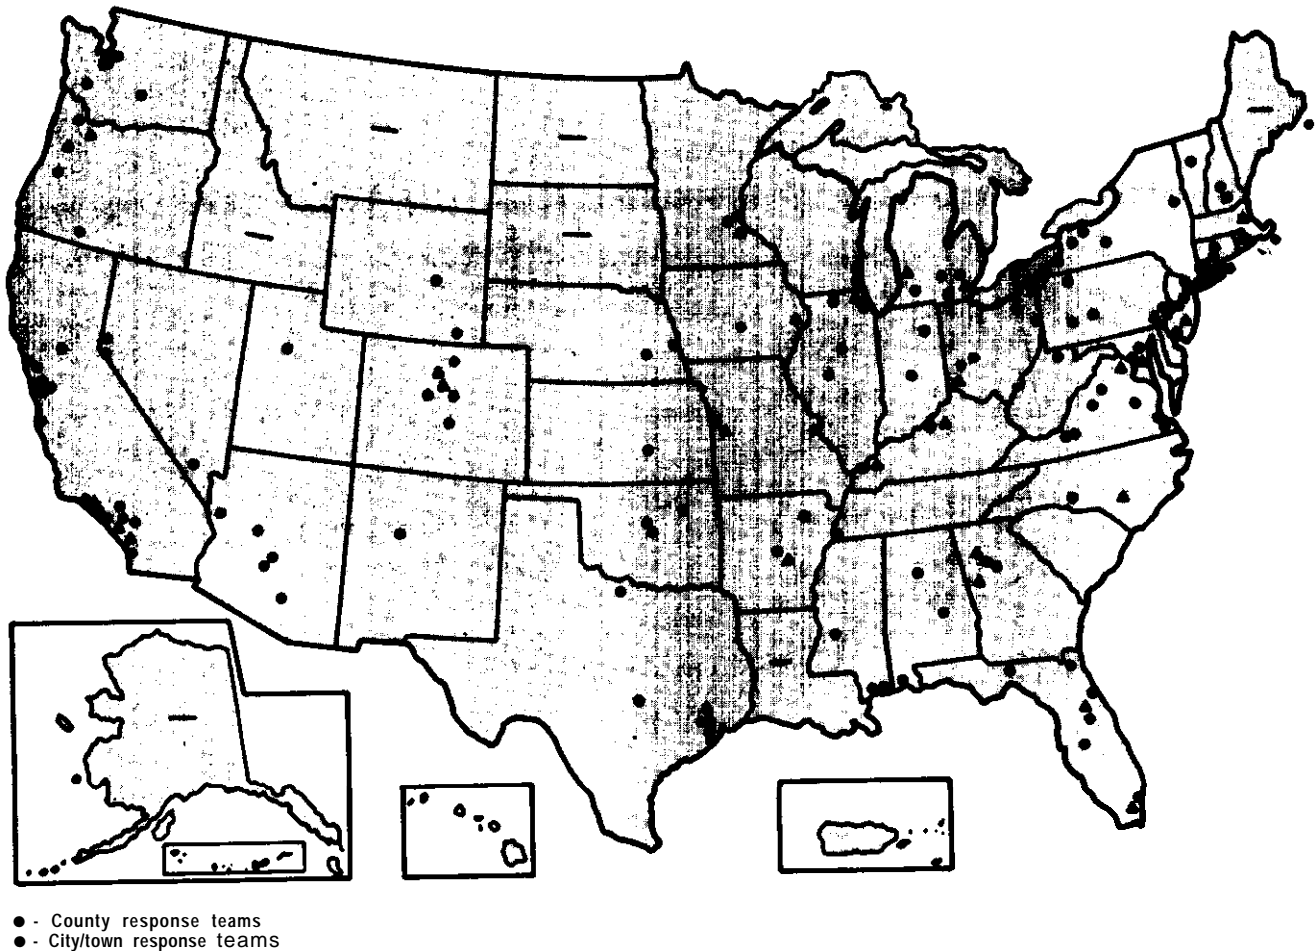 ● - County response teams
● - City/town response teams